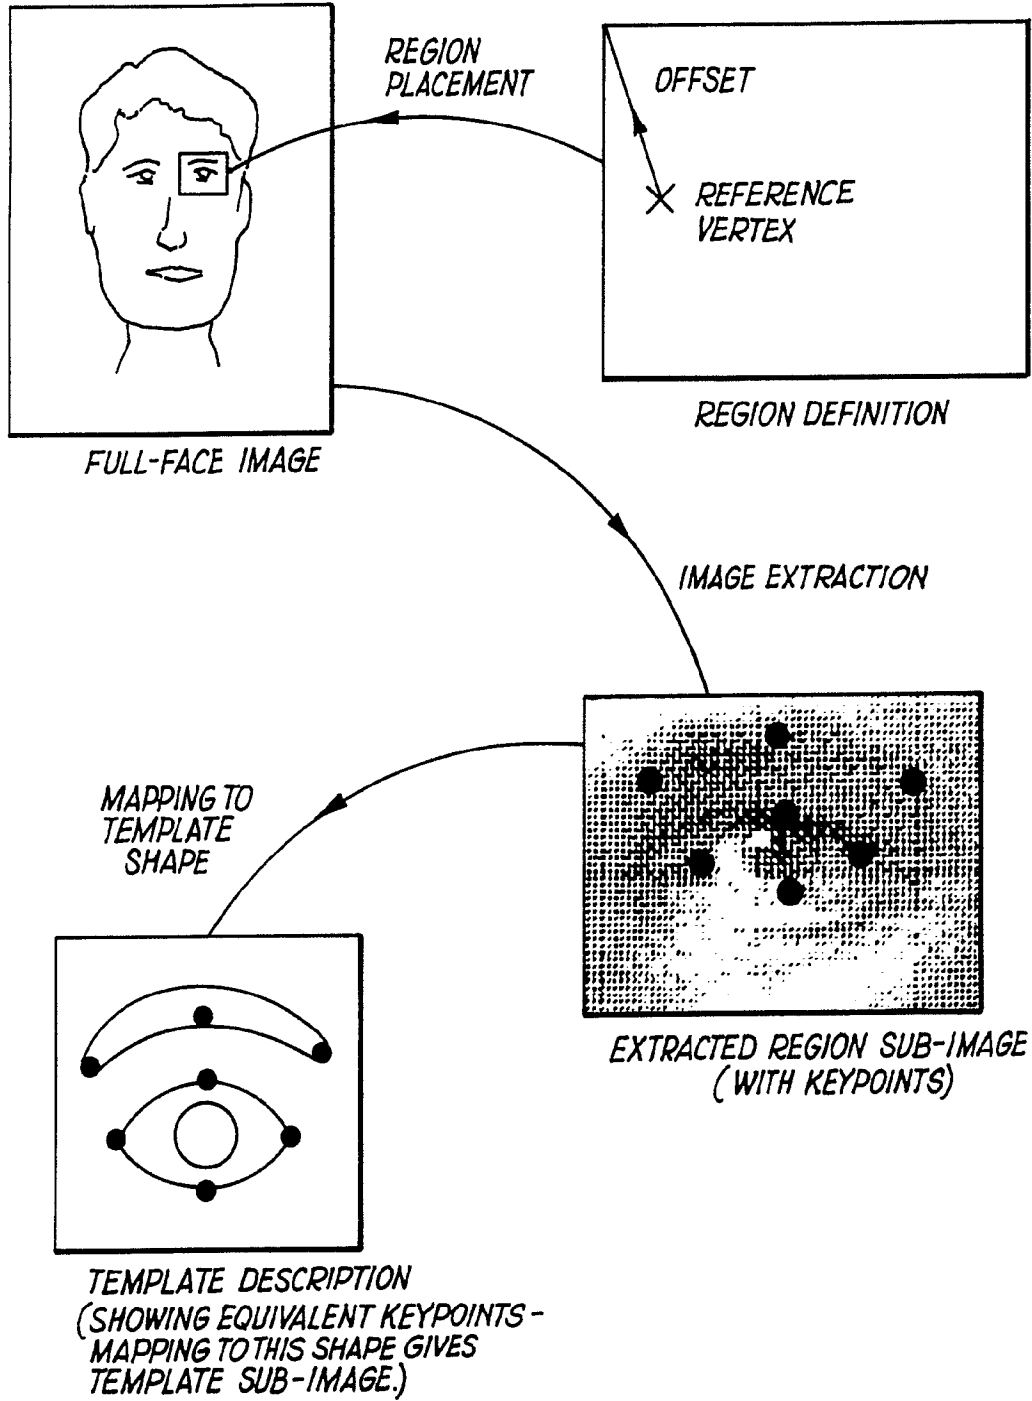 REGION
PLACEMENT
OFFSET
REFERENCE
VERTEX
REGION DEFINITION
FULL-FACE IMAGE
IMAGE EXTRACTION
MAPPING TO
TEMPLATE
SHAPE
EXTRACTED REGION SUB-IMAGE
(WITH KEYPOINTS)
TEMPLATE DESCRIPTION
(SHOWING EQUIVALENT KEYPOINTS -
MAPPING TO THIS SHAPE GIVES
TEMPLATE SUB-IMAGE.)